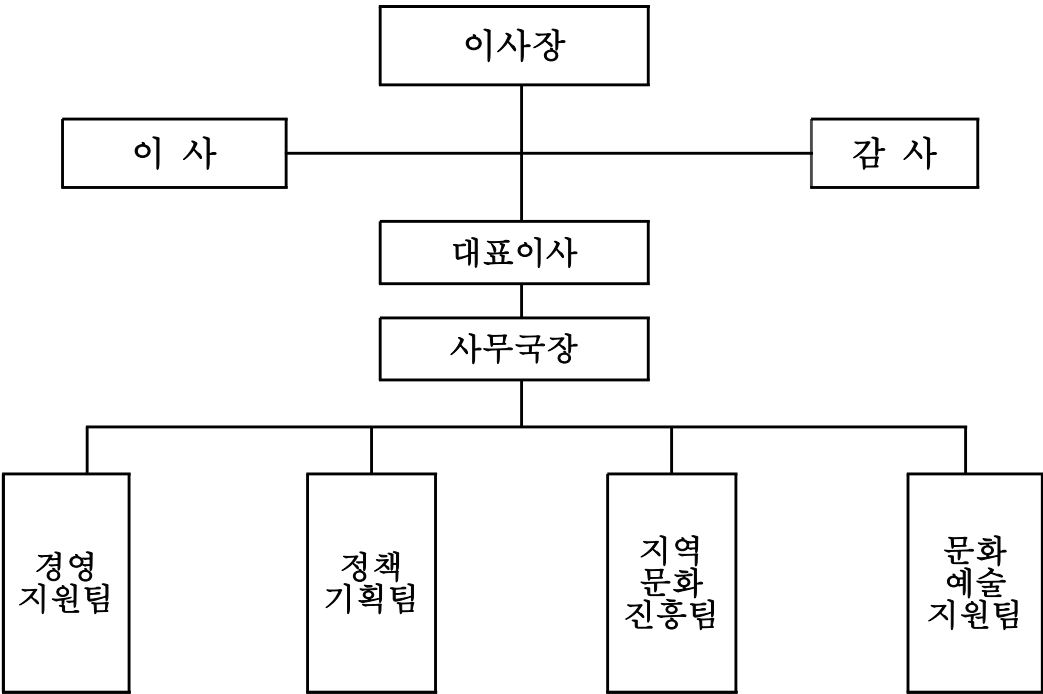 이사장
이 사
감 사
대표이사
사무국장
경영
지원팀
정책
기획팀
지역
문화
진흥팀
문화
예술
지원팀